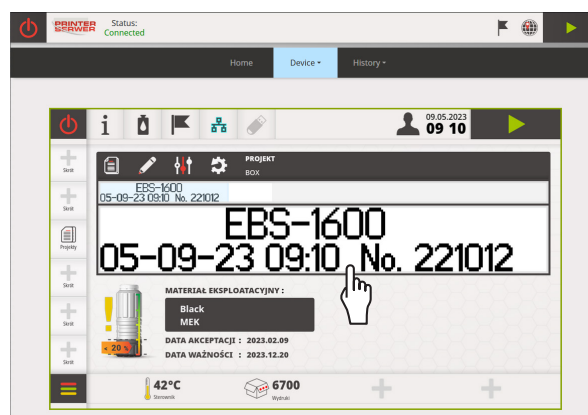 PRINTER
SERWER
Status:
Connected
Home
Device
History
09.05.2023
09 10
Skrót
PROJEKT
BOX
EBS-1600
05-09-23 09:10 No. 221012
Skrót
EBS-1600
05-09-23 09:10 No. 221012
Projekty
Skrót
MATERIAŁ EKSPLOATACYJNY :
Black
MEK
Skrót
DATA AKCEPTACJI : 2023.02.09
< 20 %
DATA WAŻNOŚCI : 2023.12.20
Skrót
42°C
Sterownik
6700
Wydruki